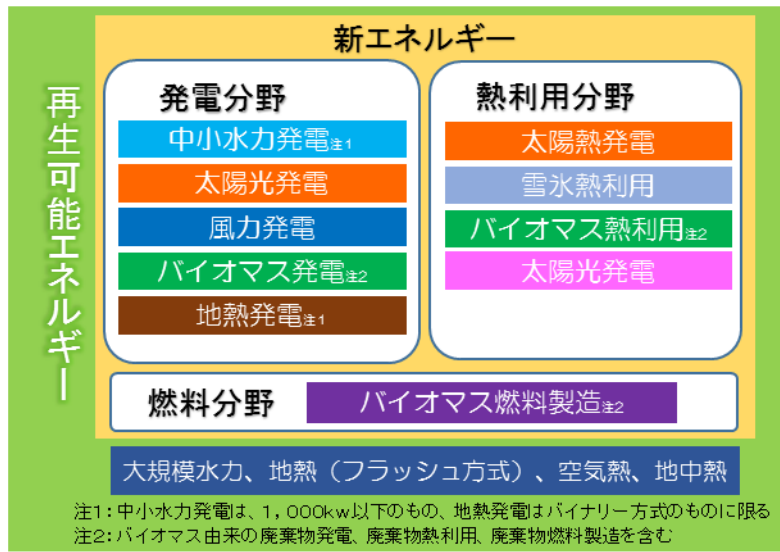 再生可能エネルギー
新エネルギー
発電分野
中小水力発電注1
太陽光発電
風力発電
バイオマス発電注2
地熱発電注1
熱利用分野
太陽熱発電
雪氷熱利用
バイオマス熱利用注2
太陽光発電
燃料分野
バイオマス燃料製造注2
大規模水力、地熱（フラッシュ方式）、空気熱、地中熱
注1：中小水力発電は、1,000kw以下のもの、地熱発電はバイナリー方式のものに限る
注2：バイオマス由来の廃棄物発電、廃棄物熱利用、廃棄物燃料製造を含む